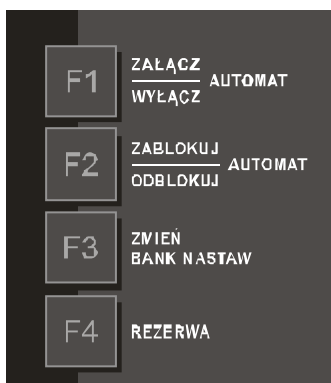 F1
ZAŁĄCZ
WYŁĄCZ
AUTOMAT
F2
ZABLOKUJ
ODBLOKUJ
AUTOMAT
F3
ZMIEŃ
BANK NASTAW
F4
REZERWA